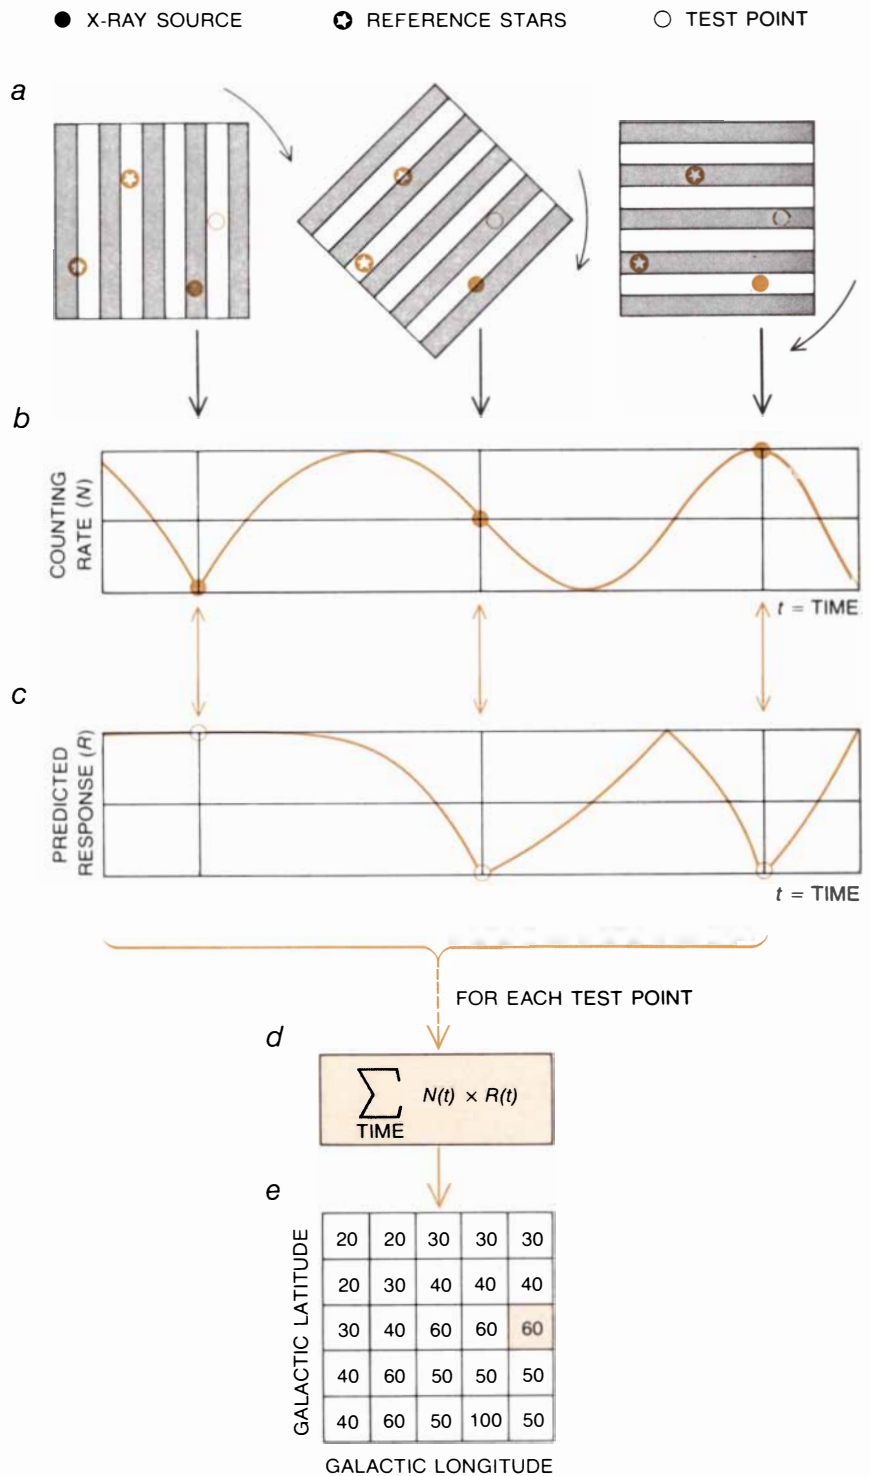 X-RAY SOURCE REFERENCE STARS TEST POINT
a
b
COUNTING
RATE (N)
t = TIME
c
PREDICTED
RESPONSE (R)
t = TIME
FOR EACH TEST POINT
d
∑ N(t) × R(t)
TIME
e
GALACTIC LATITUDE
20 20 30 30 30
20 30 40 40 40
30 40 60 60 60
40 60 50 50 50
40 60 50 100 50
GALACTIC LONGITUDE